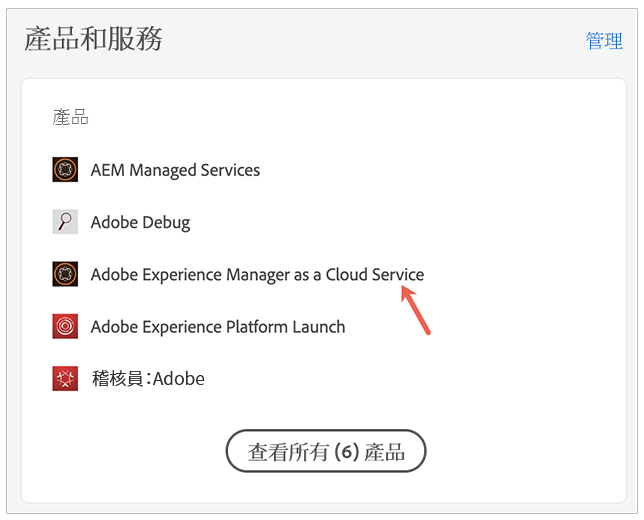 產品和服務
管理
產品
AEM Managed Services
Adobe Debug
Adobe Experience Manager as a Cloud Service
Adobe Experience Platform Launch
稽核員：Adobe
查看所有 (6) 產品